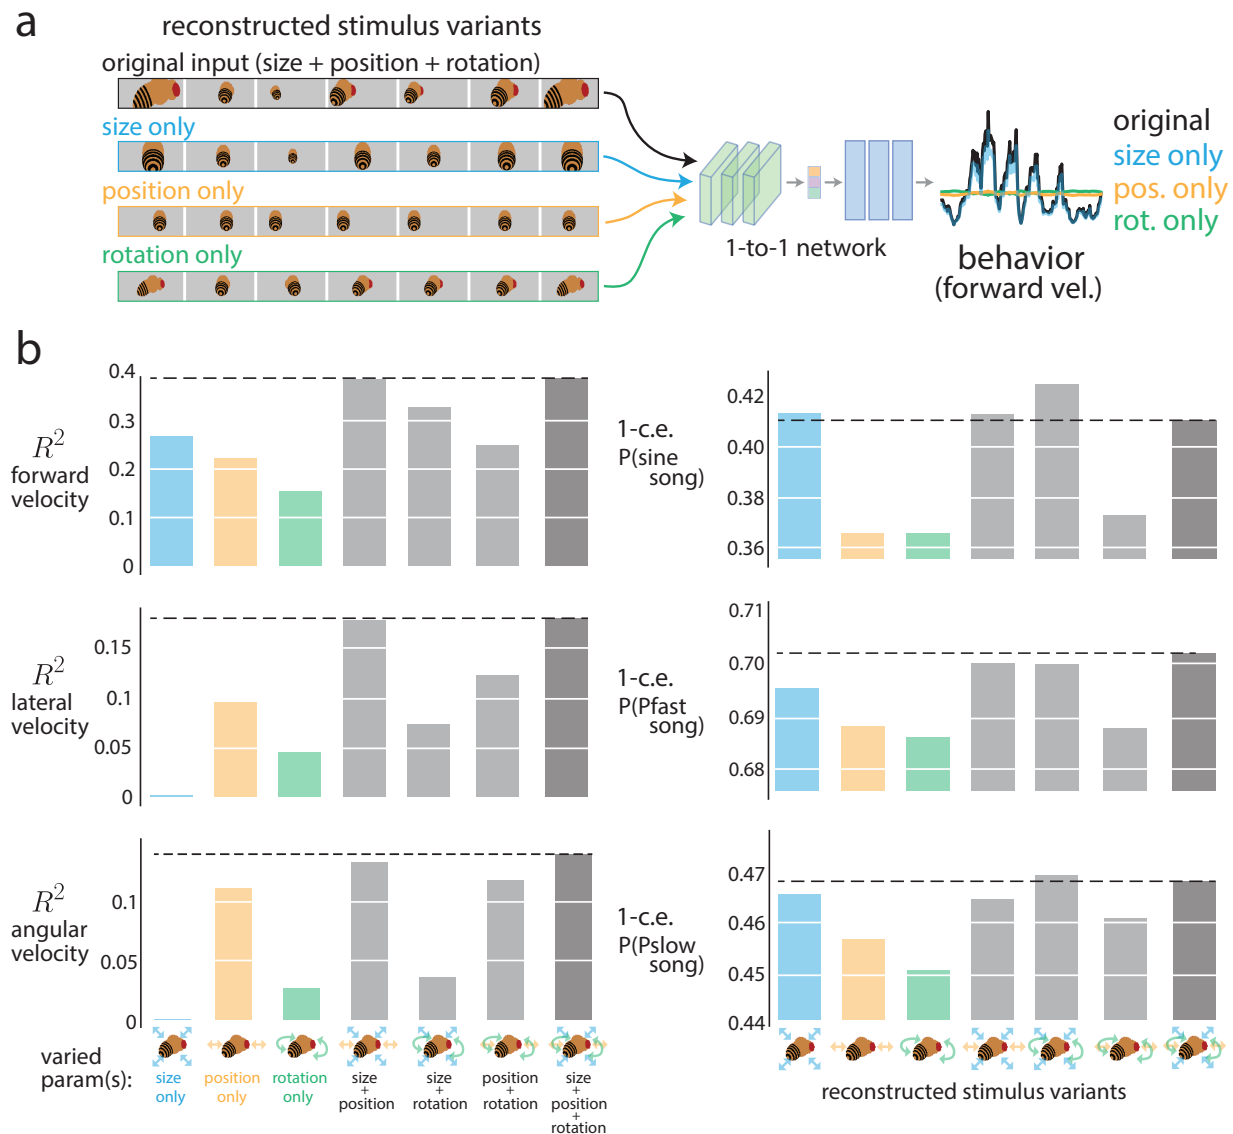 a
reconstructed stimulus variants
original input (size + position + rotation)
size only
position only
rotation only
1-to-1 network
behavior
(forward vel.)
original
size only
pos. only
rot. only
b
R²
forward
velocity
0.4
0.3
0.2
0.1
0
1-c.e.
P(sine
song)
0.42
0.40
0.38
0.36
R²
lateral
velocity
0.15
0.1
0.05
0
1-c.e.
P(Pfast
song)
0.71
0.70
0.69
0.68
R²
angular
velocity
0.1
0.05
0
1-c.e.
P(Pslow
song)
0.47
0.46
0.45
0.44
varied
param(s):
size
only
position
only
rotation
only
size
+
position
size
+
rotation
position
+
rotation
size
+
position
+
rotation
reconstructed stimulus variants